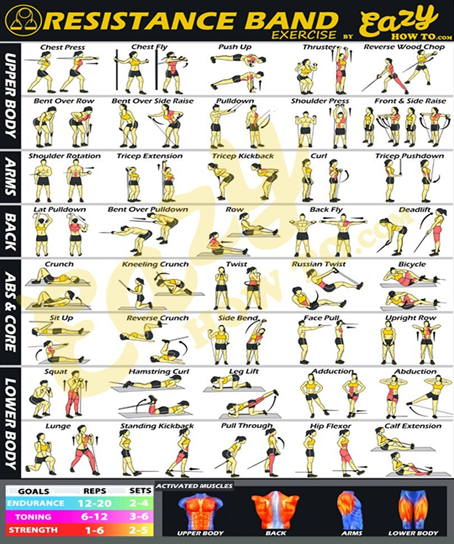 RESISTANCE BAND
EXERCISE BY Eazy HOW TO.COM
UPPER BODY
Chest Press Chest Fly Push Up Thruster Reverse Wood Chop
Bent Over Row Bent Over Side Raise Pulldown Shoulder Press Front & Side Raise
ARMS
Shoulder Rotation Tricep Extension Tricep Kickback Curl Tricep Pushdown
BACK
Lat Pulldown Bent Over Pulldown Row Back Fly Deadlift
ABS & CORE
Crunch Kneeling Crunch Twist Russian Twist Bicycle
Sit Up Reverse Crunch Side Bend Face Pull Upright Row
LOWER BODY
Squat Hamstring Curl Leg Lift Adduction Abduction
Lunge Standing Kickback Pull Through Hip Flexor Calf Extension
Eazy
HOW TO.com
GOALS REPS SETS
ENDURANCE 12-20 2-4
TONING 6-12 3-6
STRENGTH 1-6 2-5
ACTIVATED MUSCLES
UPPER BODY BACK ARMS LOWER BODY